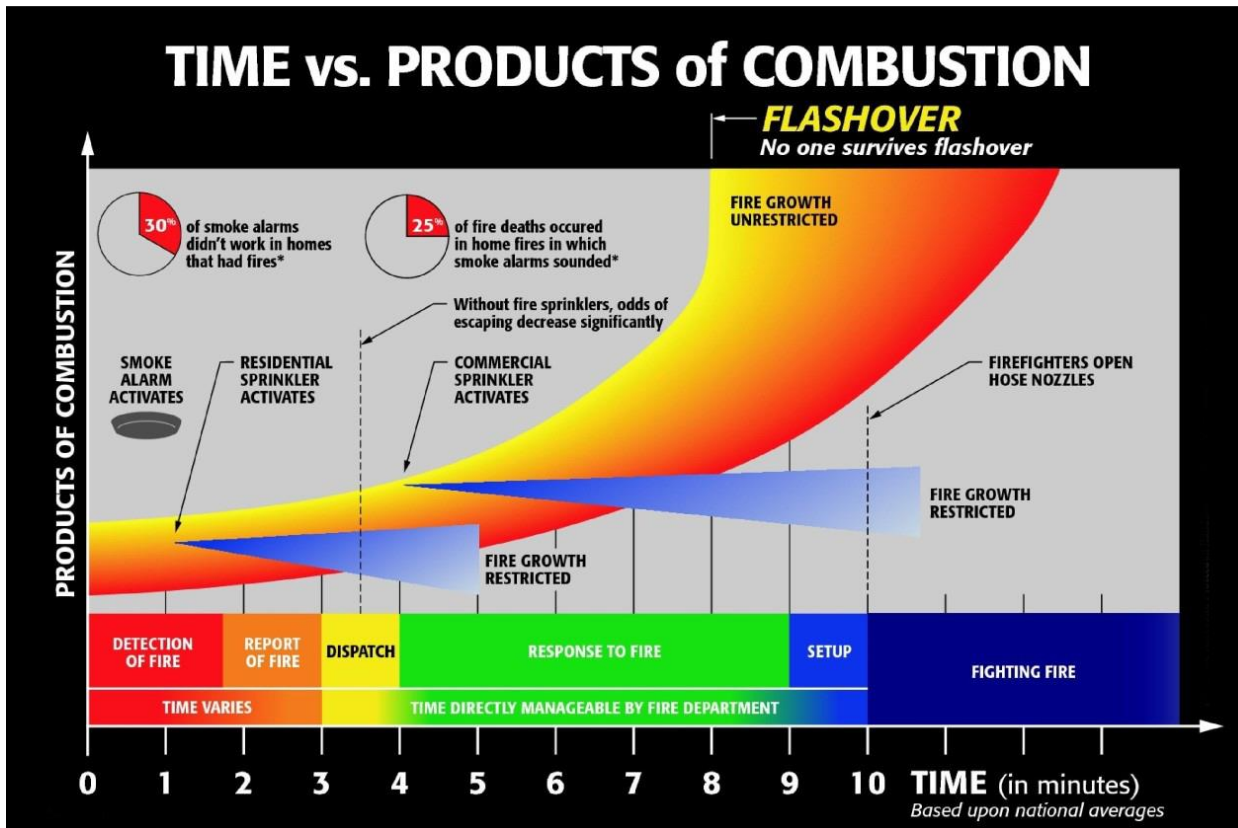 TIME vs. PRODUCTS of COMBUSTION
FLASHOVER
No one survives flashover
FIRE GROWTH
UNRESTRICTED
30%
of smoke alarms
didn't work in homes
that had fires*
25%
of fire deaths occured
in home fires in which
smoke alarms sounded*
Without fire sprinklers, odds of
escaping decrease significantly
SMOKE
ALARM
ACTIVATES
RESIDENTIAL
SPRINKLER
ACTIVATES
COMMERCIAL
SPRINKLER
ACTIVATES
FIREFIGHTERS OPEN
HOSE NOZZLES
PRODUCTS OF COMBUSTION
FIRE GROWTH
RESTRICTED
FIRE GROWTH
RESTRICTED
DETECTION
OF FIRE
REPORT
OF FIRE
DISPATCH
RESPONSE TO FIRE
SETUP
FIGHTING FIRE
TIME VARIES
TIME DIRECTLY MANAGEABLE BY FIRE DEPARTMENT
0 1 2 3 4 5 6 7 8 9 10 TIME (in minutes)
Based upon national averages